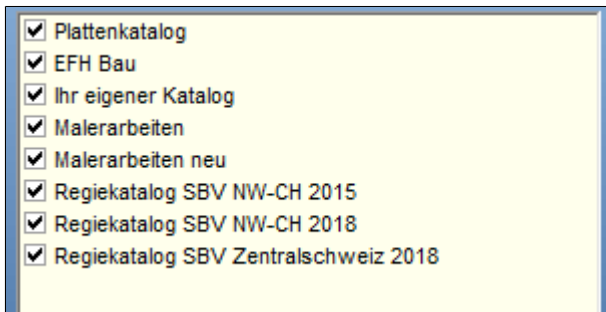 Plattenkatalog
EFH Bau
Ihr eigener Katalog
Malerarbeiten
Malerarbeiten neu
Regiekatalog SBV NW-CH 2015
Regiekatalog SBV NW-CH 2018
Regiekatalog SBV Zentralschweiz 2018